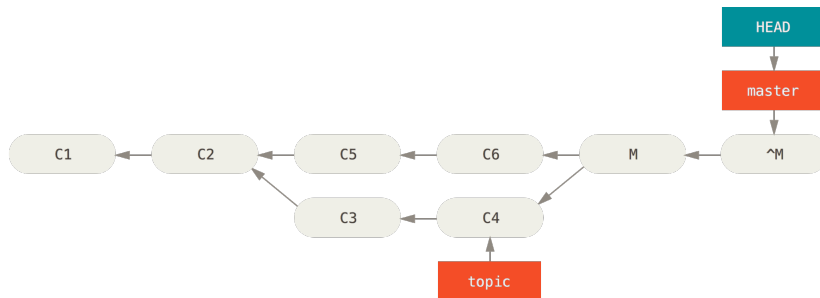 HEAD
master
C1 C2 C5 C6 M ^M
C3 C4
topic